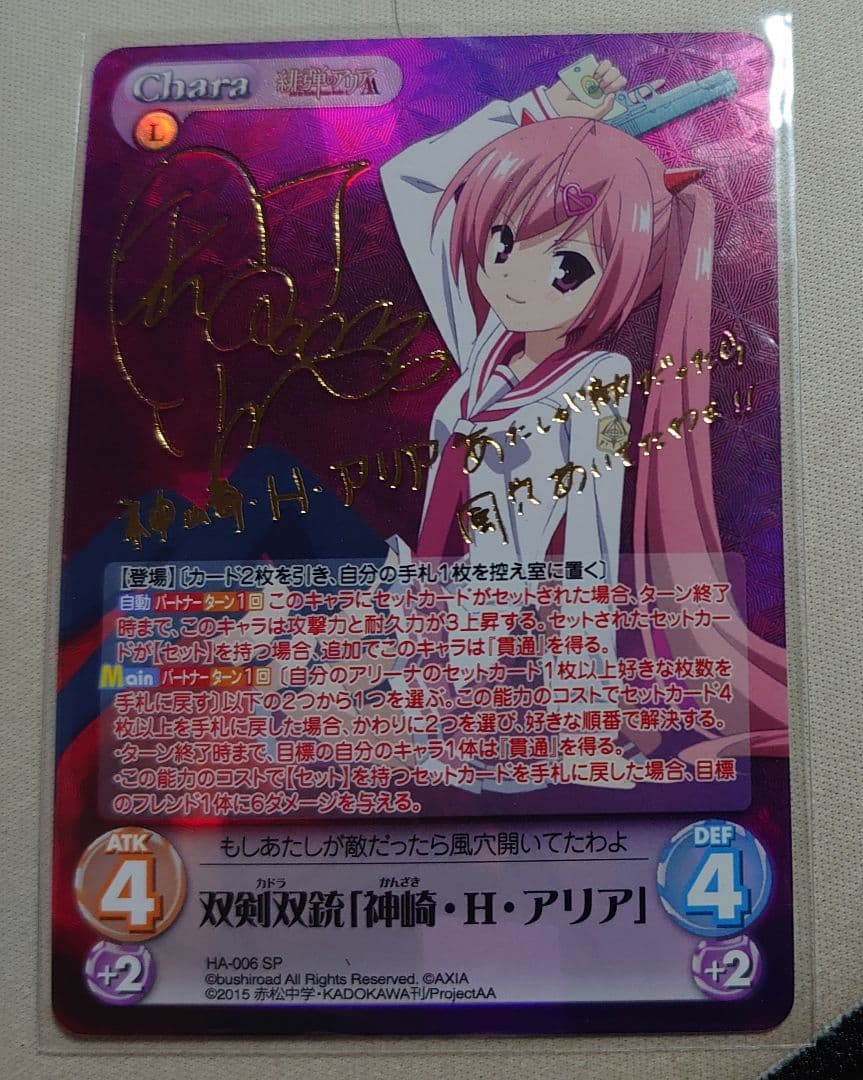 Chara 緋弾のアリアAA
L
神崎・H・アリア あたしが敵だったら
風穴あいてたわよ!!
【登場】〔カード2枚を引き、自分の手札1枚を控え室に置く〕
自動 パートナー ターン1回 このキャラにセットカードがセットされた場合、ターン終了
時まで、このキャラは攻撃力と耐久力が3上昇する。セットされたセットカー
ドが【セット】を持つ場合、追加でこのキャラは『貫通』を得る。
Main パートナー ターン1回 〔自分のアリーナのセットカード1枚以上好きな枚数を
手札に戻す〕以下の2つから1つを選ぶ。この能力のコストでセットカード4
枚以上を手札に戻した場合、かわりに2つを選び、好きな順番で解決する。
・ターン終了時まで、目標の自分のキャラ1体は『貫通』を得る。
・この能力のコストで【セット】を持つセットカードを手札に戻した場合、目標
のフレンド1体に6ダメージを与える。
ATK
4
+2
もしあたしが敵だったら風穴開いてたわよ
カドラ かんざき
双剣双銃「神崎・H・アリア」
DEF
4
+2
HA-006 SP
©bushiroad All Rights Reserved. ©AXIA
©2015 赤松中学・KADOKAWA刊/ProjectAA